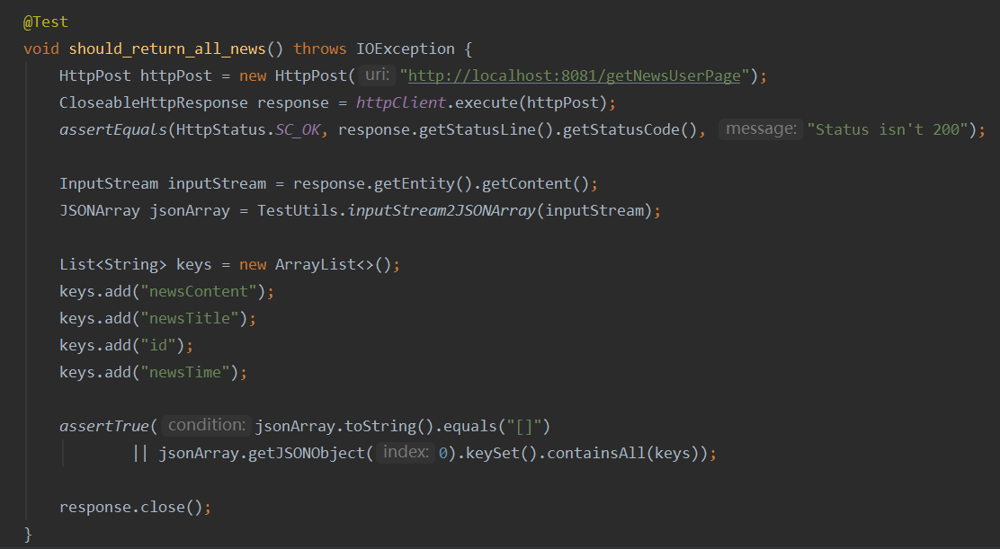 @Test
void should_return_all_news() throws IOException {
HttpPost httpPost = new HttpPost( uri: "http://localhost:8081/getNewsUserPage");
CloseableHttpResponse response = httpClient.execute(httpPost);
assertEquals(HttpStatus.SC_OK, response.getStatusLine().getStatusCode(), message: "Status isn't 200");
InputStream inputStream = response.getEntity().getContent();
JSONArray jsonArray = TestUtils.inputStream2JSONArray(inputStream);
List<String> keys = new ArrayList<>();
keys.add("newsContent");
keys.add("newsTitle");
keys.add("id");
keys.add("newsTime");
assertTrue( condition: jsonArray.toString().equals("[]")
|| jsonArray.getJSONObject( index: 0).keySet().containsAll(keys));
response.close();
}